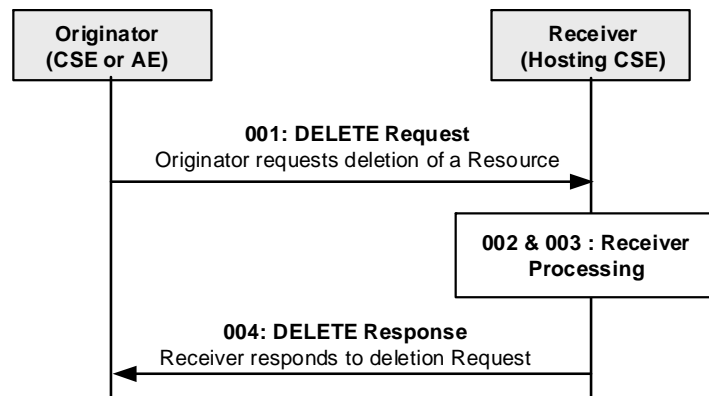 Originator
(CSE or AE)
Receiver
(Hosting CSE)
001: DELETE Request
Originator requests deletion of a Resource
002 & 003 : Receiver
Processing
004: DELETE Response
Receiver responds to deletion Request